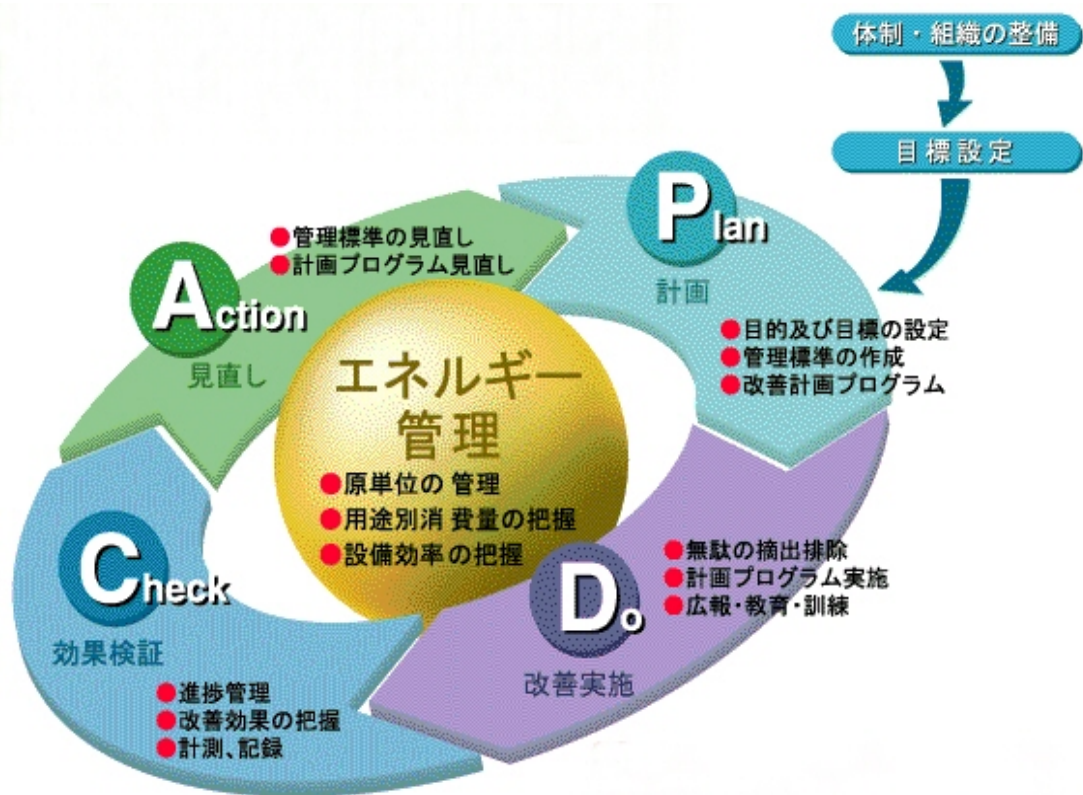 体制・組織の整備
目標設定
Plan
計画
●目的及び目標の設定
●管理標準の作成
●改善計画プログラム
Do
改善実施
●無駄の摘出排除
●計画プログラム実施
●広報・教育・訓練
Check
効果検証
●進捗管理
●改善効果の把握
●計測、記録
Action
見直し
●管理標準の見直し
●計画プログラム見直し
エネルギー
管理
●原単位の管理
●用途別消費量の把握
●設備効率の把握